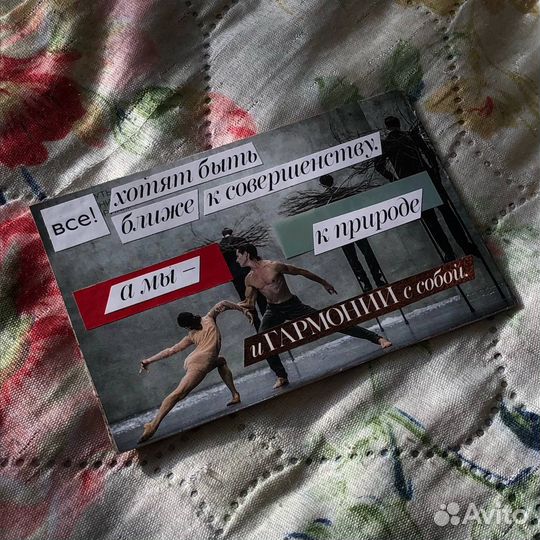 все!
хотят быть
ближе к совершенству,
а мы –
к природе
и ГАРМОНИИ с собой.
Avito